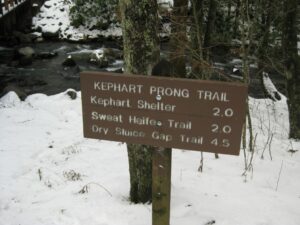 KEPHART PRONG TRAIL
Kephart Shelter 2.0
Sweat Heifer Trail 2.0
Dry Sluice Gap Trail 4.5